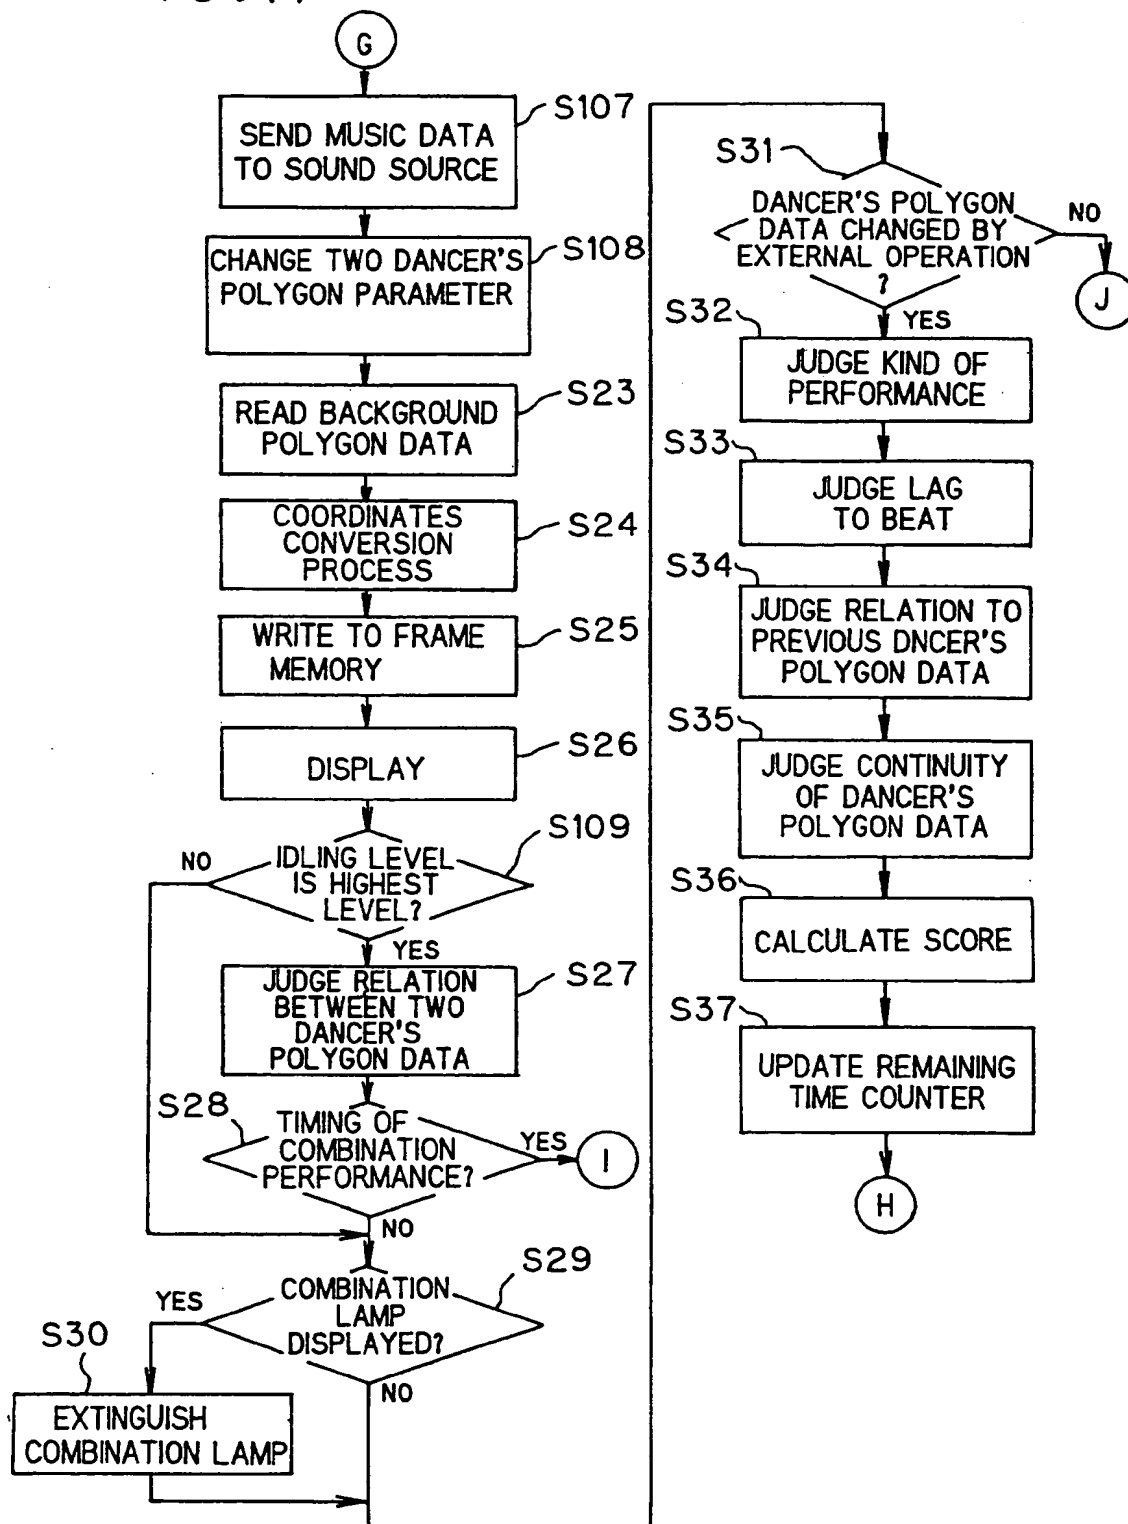 G
S107
SEND MUSIC DATA
TO SOUND SOURCE
S108
CHANGE TWO DANCER'S
POLYGON PARAMETER
S23
READ BACKGROUND
POLYGON DATA
S24
COORDINATES
CONVERSION
PROCESS
S25
WRITE TO FRAME
MEMORY
S26
DISPLAY
S109
NO
IDLING LEVEL
IS HIGHEST
LEVEL?
YES
S27
JUDGE RELATION
BETWEEN TWO
DANCER'S
POLYGON DATA
S28
TIMING OF
COMBINATION
PERFORMANCE?
YES
I
NO
S29
COMBINATION
LAMP
DISPLAYED?
YES
NO
S30
EXTINGUISH
COMBINATION LAMP
S31
DANCER'S POLYGON
DATA CHANGED BY
EXTERNAL OPERATION
?
NO
J
YES
S32
JUDGE KIND OF
PERFORMANCE
S33
JUDGE LAG
TO BEAT
S34
JUDGE RELATION TO
PREVIOUS DNCER'S
POLYGON DATA
S35
JUDGE CONTINUITY
OF DANCER'S
POLYGON DATA
S36
CALCULATE SCORE
S37
UPDATE REMAINING
TIME COUNTER
H